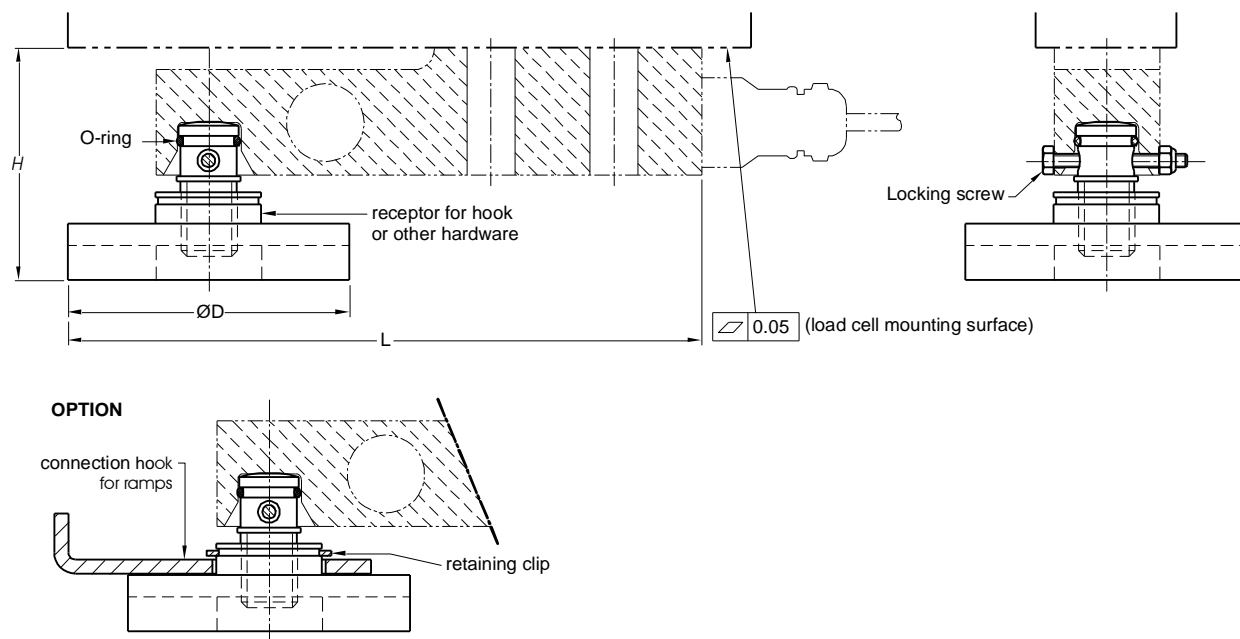 O-ring
H
receptor for hook
or other hardware
ØD
L
0.05 (load cell mounting surface)
Locking screw
OPTION
connection hook
for ramps
retaining clip